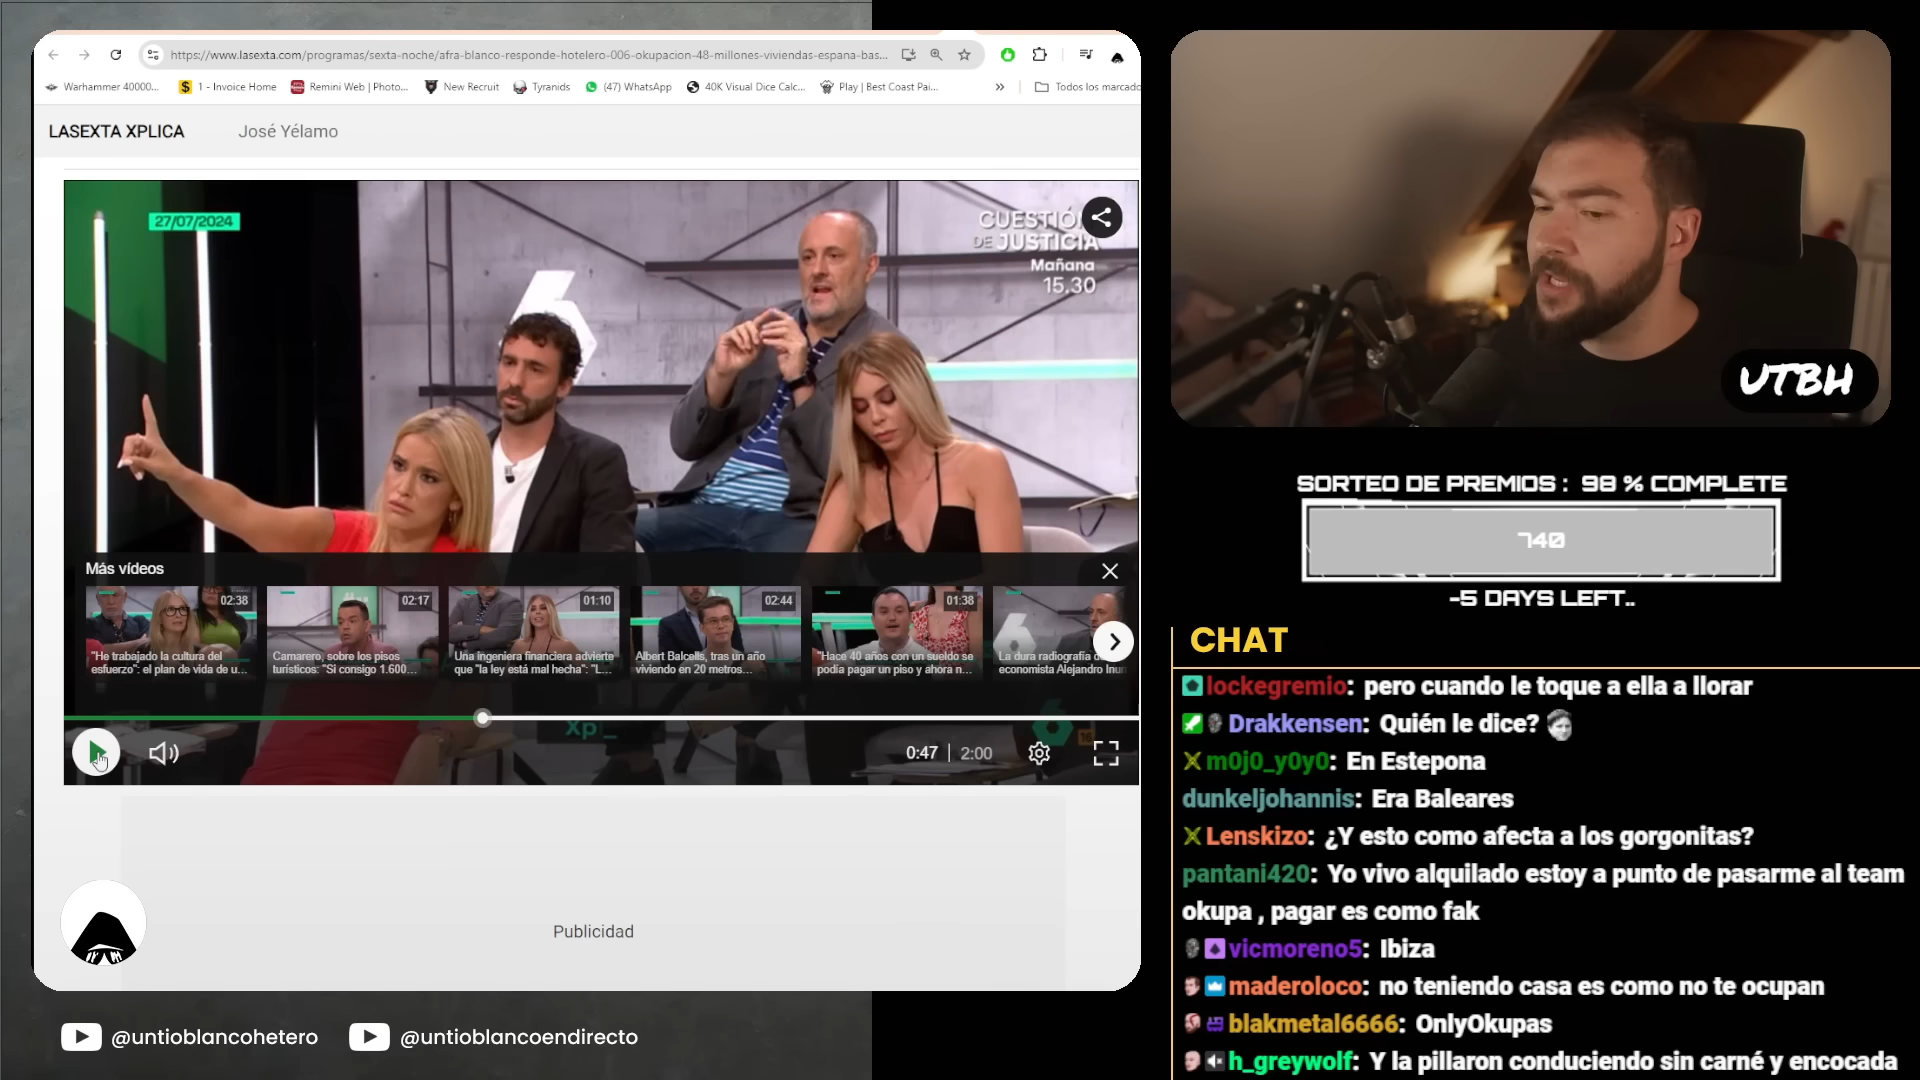 https://www.lasexta.com/programas/sexta-noche/afra-blanco-responde-hotelero-006-okupacion-48-millones-viviendas-espana-bas...
Warhammer 40000... 1 - Invoice Home Remini Web | Photo... New Recruit Tyranids (47) WhatsApp 40K Visual Dice Calc... Play | Best Coast Pai... » Todos los marcado
LASEXTA XPLICA José Yélamo
27/07/2024
CUESTIÓ
DE JUSTICIA
Mañana
15.30
Más vídeos
02:38 02:17 01:10 02:44 01:38
"He trabajado la cultura del
esfuerzo": el plan de vida de u...
Camarero, sobre los pisos
turísticos: "Si consigo 1.600...
Una ingeniera financiera advierte
que "la ley está mal hecha": "L...
Albert Balcells, tras un año
viviendo en 20 metros...
"Hace 40 años con un sueldo se
podía pagar un piso y ahora n...
La dura radiografía d
economista Alejandro Inur
Xp_
0:47 | 2:00
Publicidad
@untioblancohetero @untioblancoendirecto
UTBH
SORTEO DE PREMIOS : 98 % COMPLETE
740
-5 DAYS LEFT..
CHAT
lockegremio: pero cuando le toque a ella a llorar
Drakkensen: Quién le dice?
m0j0_y0y0: En Estepona
dunkeljohannis: Era Baleares
Lenskizo: ¿Y esto como afecta a los gorgonitas?
pantani420: Yo vivo alquilado estoy a punto de pasarme al team
okupa , pagar es como fak
vicmoreno5: Ibiza
maderoloco: no teniendo casa es como no te ocupan
blakmetal6666: OnlyOkupas
h_greywolf: Y la pillaron conduciendo sin carné y encocada